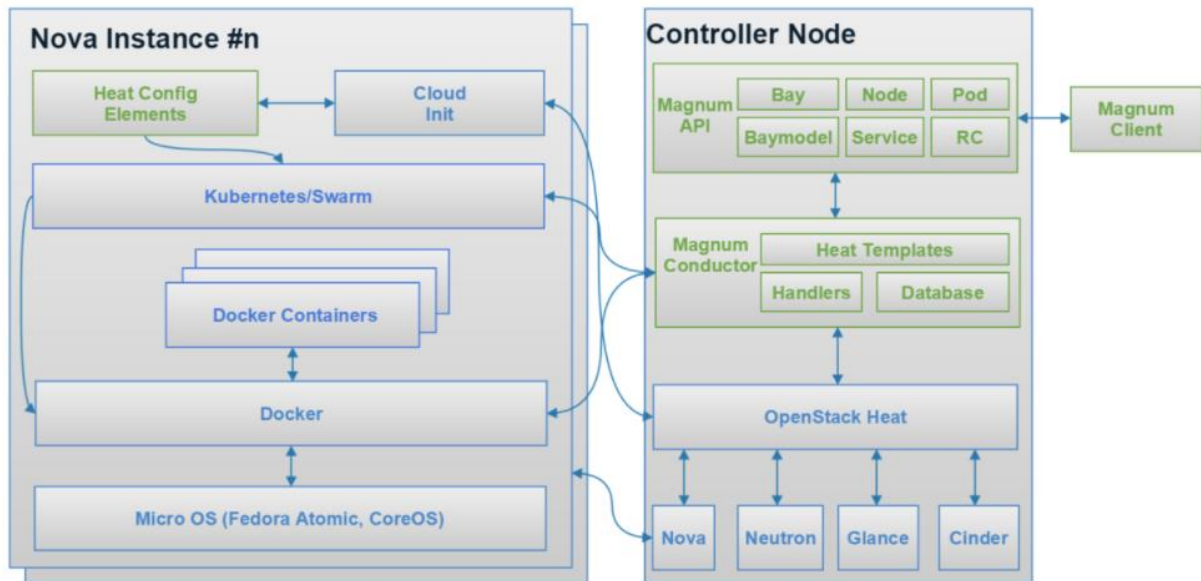 Nova Instance #n
Heat Config
Elements
Cloud
Init
Kubernetes/Swarm
Docker Containers
Docker
Micro OS (Fedora Atomic, CoreOS)
Controller Node
Magnum
API
Bay
Node
Pod
Baymodel
Service
RC
Magnum
Client
Magnum
Conductor
Heat Templates
Handlers
Database
OpenStack Heat
Nova
Neutron
Glance
Cinder